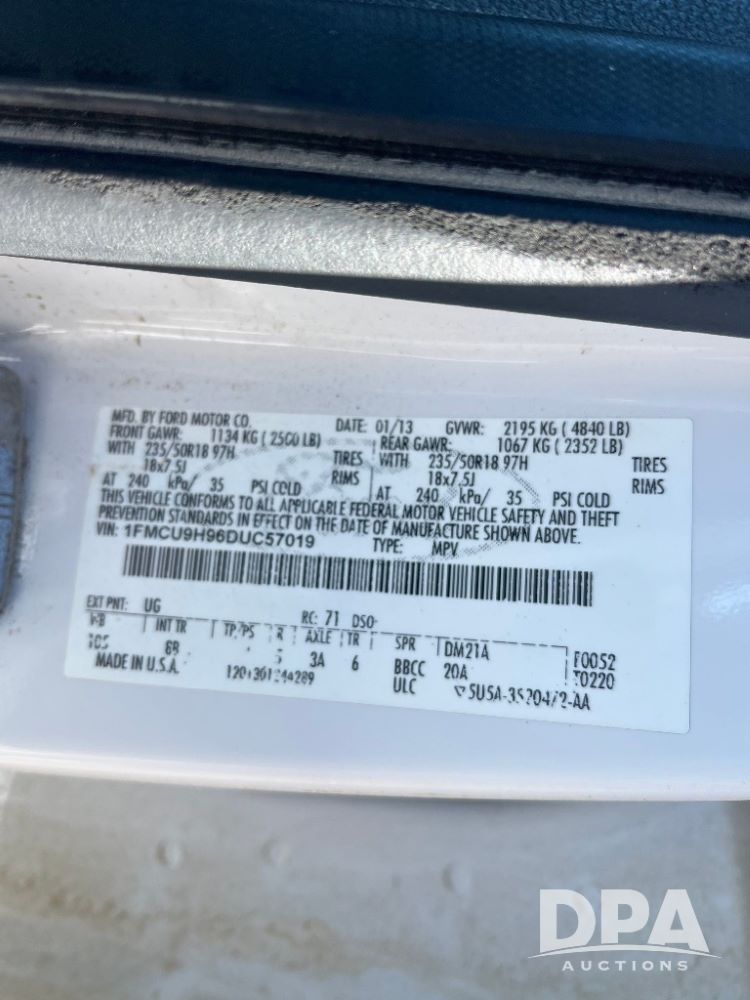 MFD. BY FORD MOTOR CO. DATE: 01/13 GVWR: 2195 KG ( 4840 LB)
FRONT GAWR: 1134 KG ( 2500 LB) REAR GAWR: 1067 KG ( 2352 LB)
WITH 235/50R18 97H TIRES WITH 235/50R18 97H TIRES
18x7.5J RIMS 18x7.5J RIMS
AT 240 kPa/ 35 PSI COLD AT 240 kPa/ 35 PSI COLD
THIS VEHICLE CONFORMS TO ALL APPLICABLE FEDERAL MOTOR VEHICLE SAFETY AND THEFT
PREVENTION STANDARDS IN EFFECT ON THE DATE OF MANUFACTURE SHOWN ABOVE.
VIN: 1FMCU9H96DUC57019 TYPE: MPV
EXT PNT: UG RC: 71 DSO:
INT TR TP/PS R AXLE TR SPR DM21A F0052
6B 5 3A 6 BBCC 20A T0220
MADE IN U.S.A. ULC
DPA
AUCTIONS